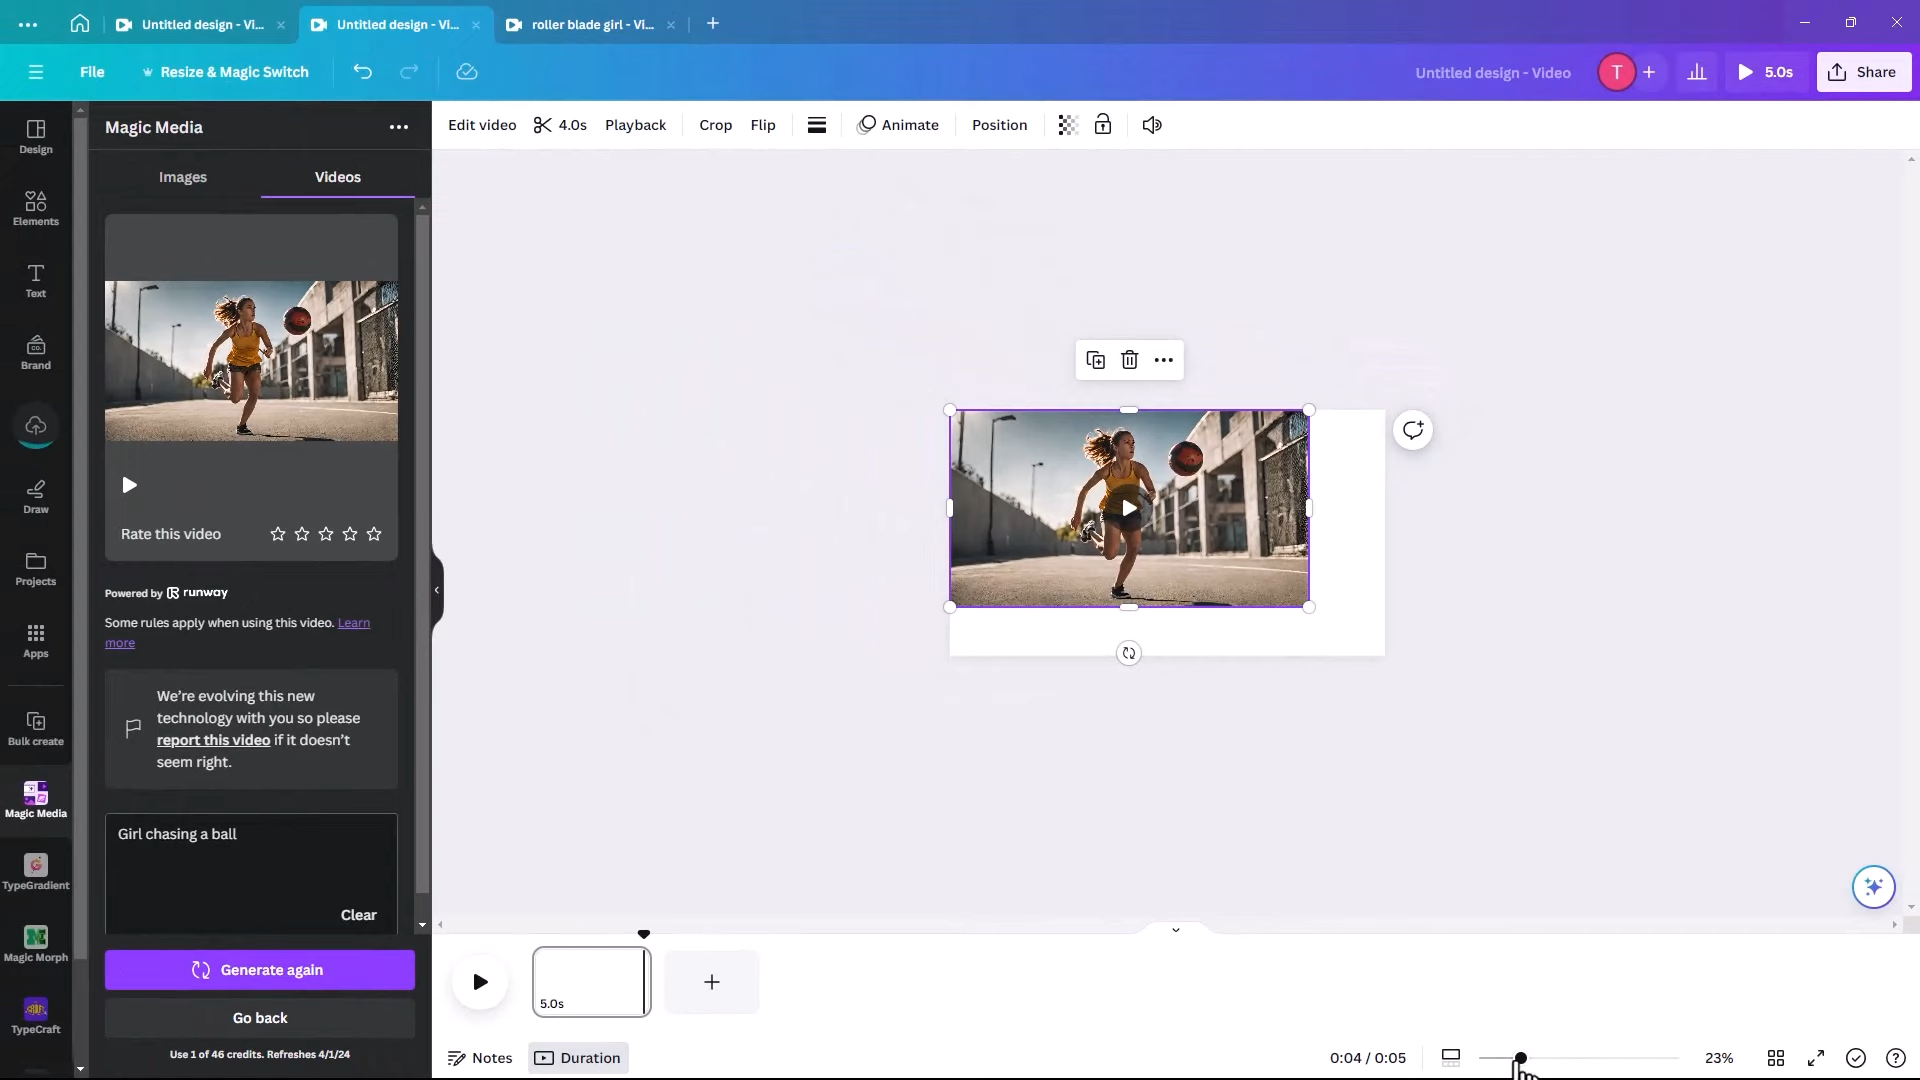 Untitled design - Vi...
Untitled design - Vi...
roller blade girl - Vi...
File
Resize & Magic Switch
Untitled design - Video
T
5.0s
Share
Design
Elements
Text
Brand
Draw
Projects
Apps
Bulk create
Magic Media
TypeGradient
Magic Morph
TypeCraft
Magic Media
Images
Videos
Rate this video
Powered by runway
Some rules apply when using this video. Learn
more
We're evolving this new
technology with you so please
report this video if it doesn't
seem right.
Girl chasing a ball
Clear
Generate again
Go back
Use 1 of 46 credits. Refreshes 4/1/24
Edit video
4.0s
Playback
Crop
Flip
Animate
Position
5.0s
Notes
Duration
0:04 / 0:05
23%